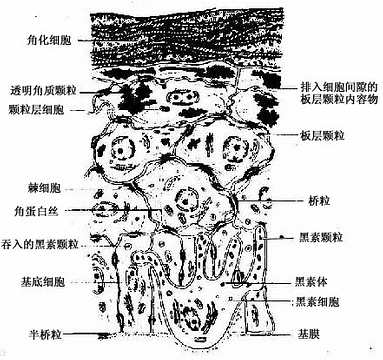 角化细胞
透明角质颗粒
颗粒层细胞
棘细胞
角蛋白丝
吞入的黑素颗粒
基底细胞
半桥粒
排入细胞间隙的
板层颗粒内容物
板层颗粒
桥粒
黑素颗粒
黑素体
黑素细胞
基膜